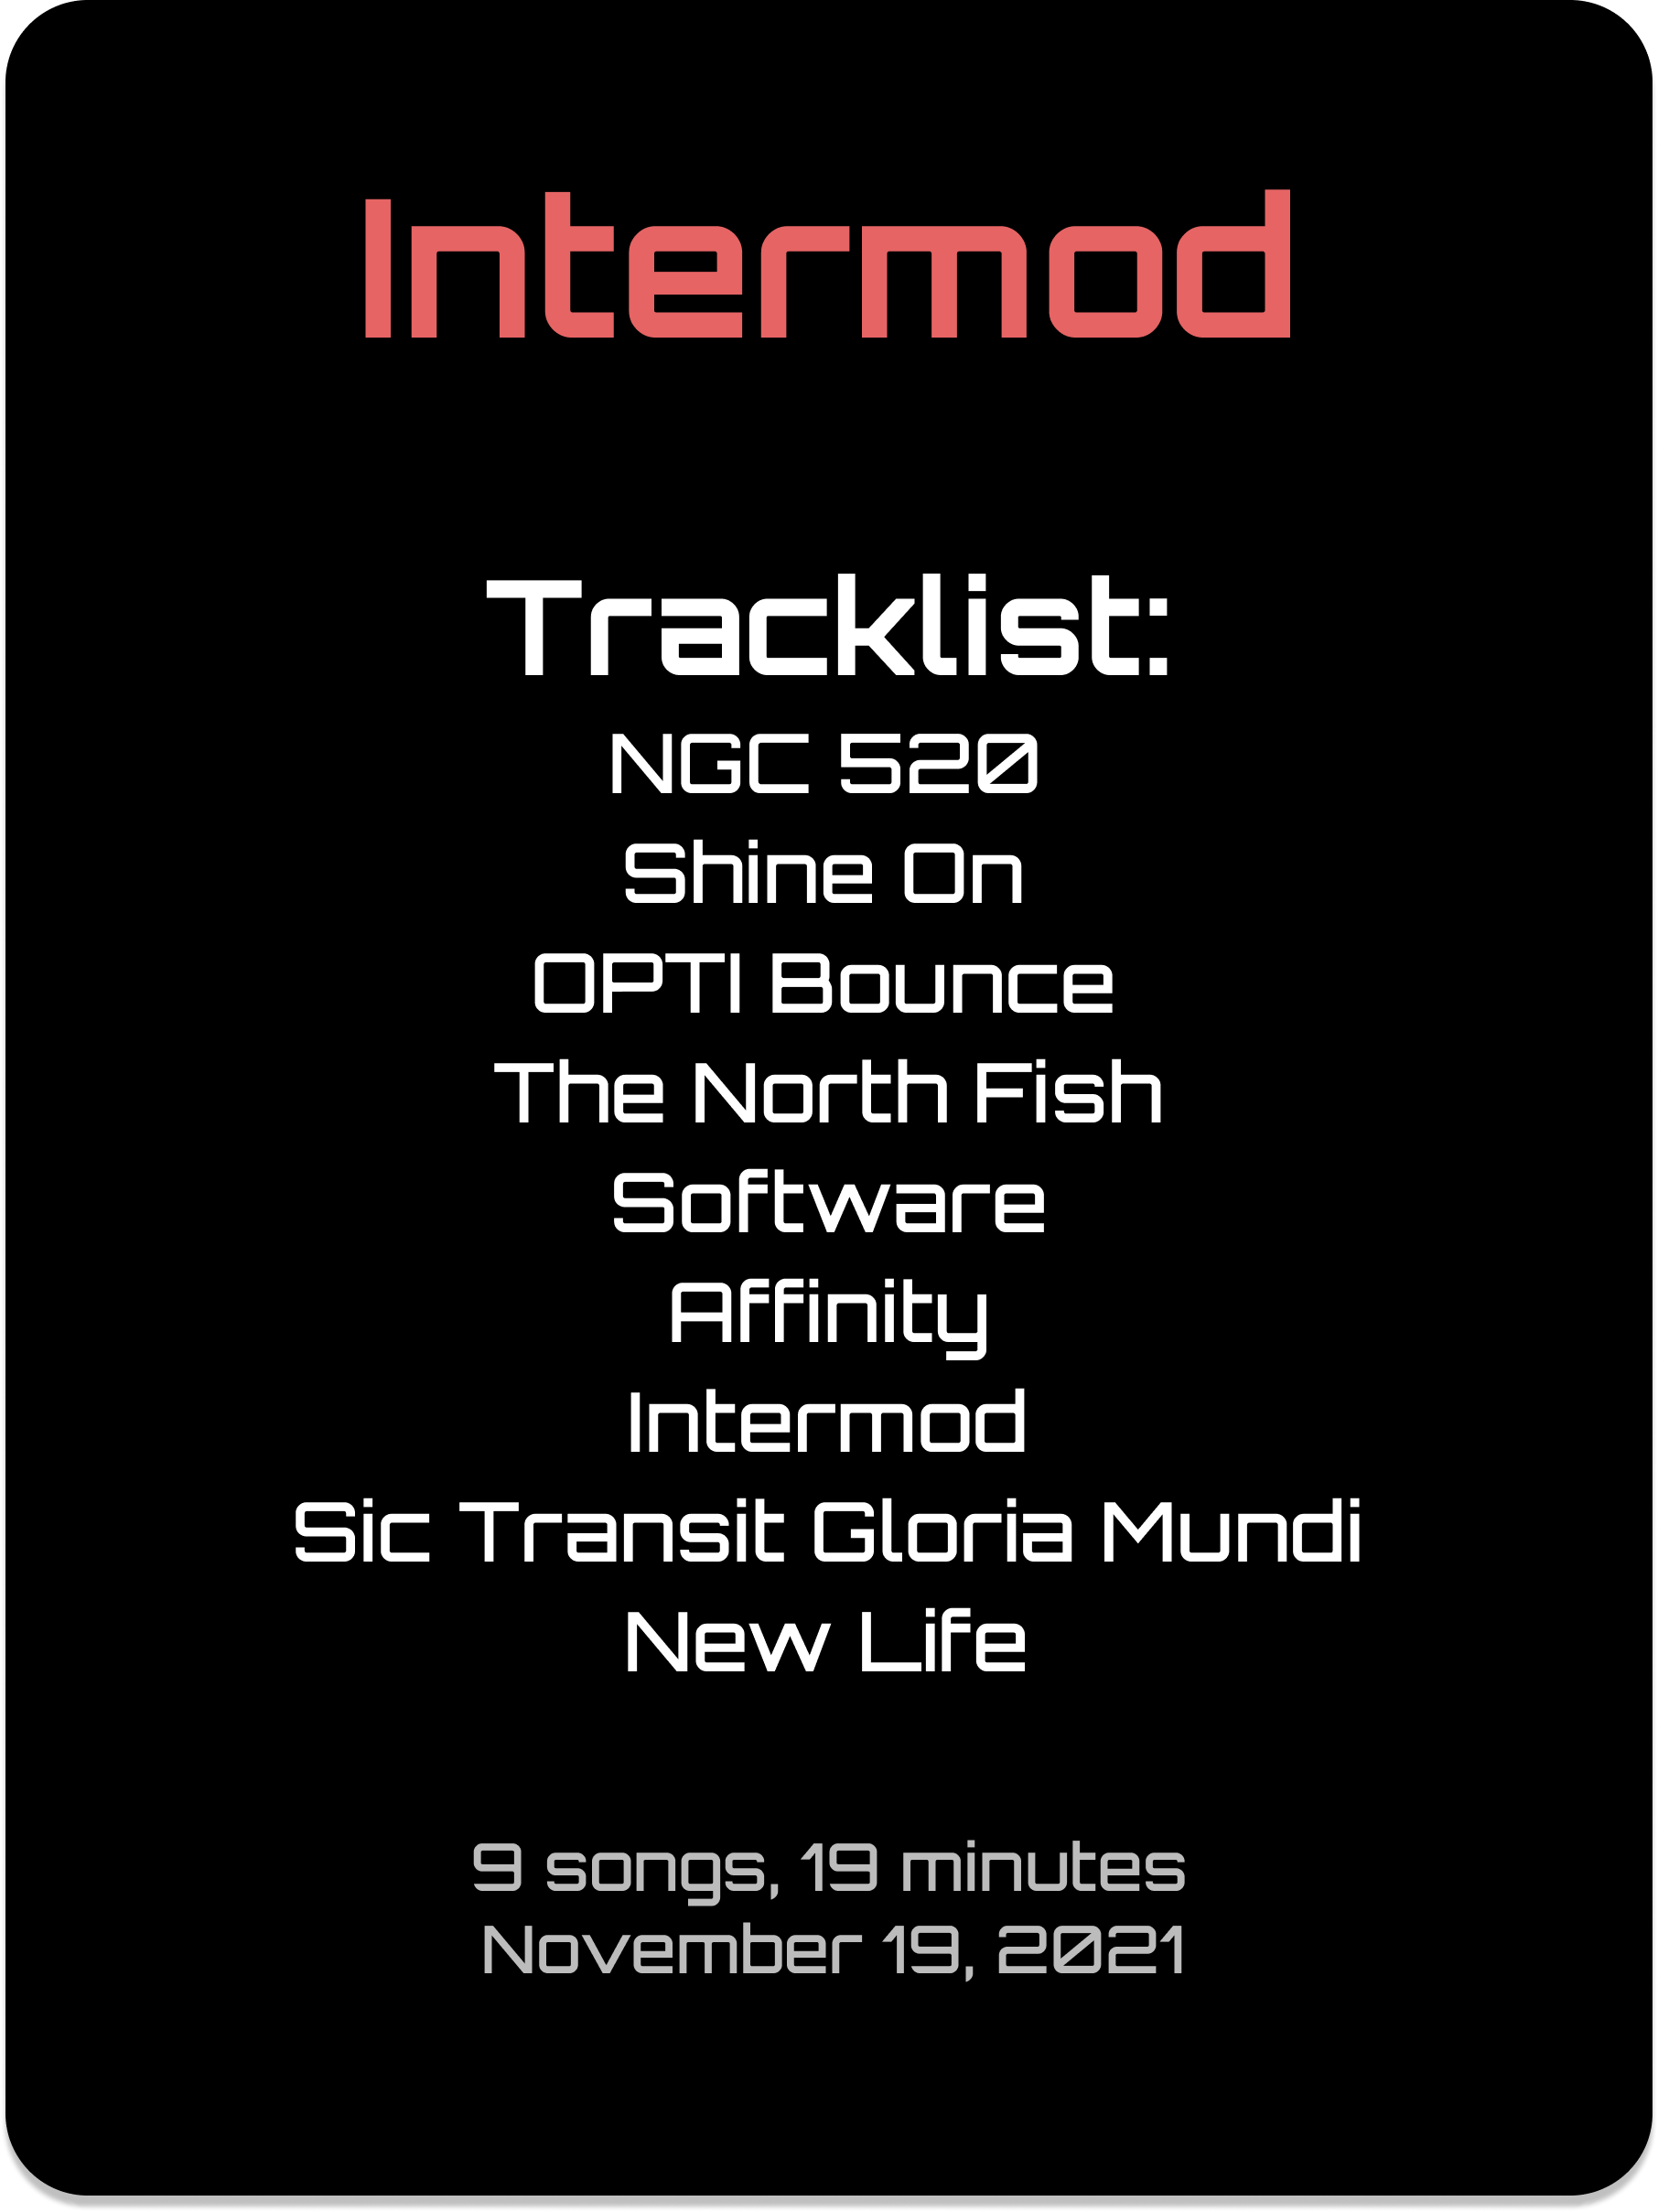 Intermod
Tracklist:
NGC 520
Shine On
OPTI Bounce
The North Fish
Software
Affinity
Intermod
Sic Transit Gloria Mundi
New Life
9 songs, 19 minutes
November 19, 2021